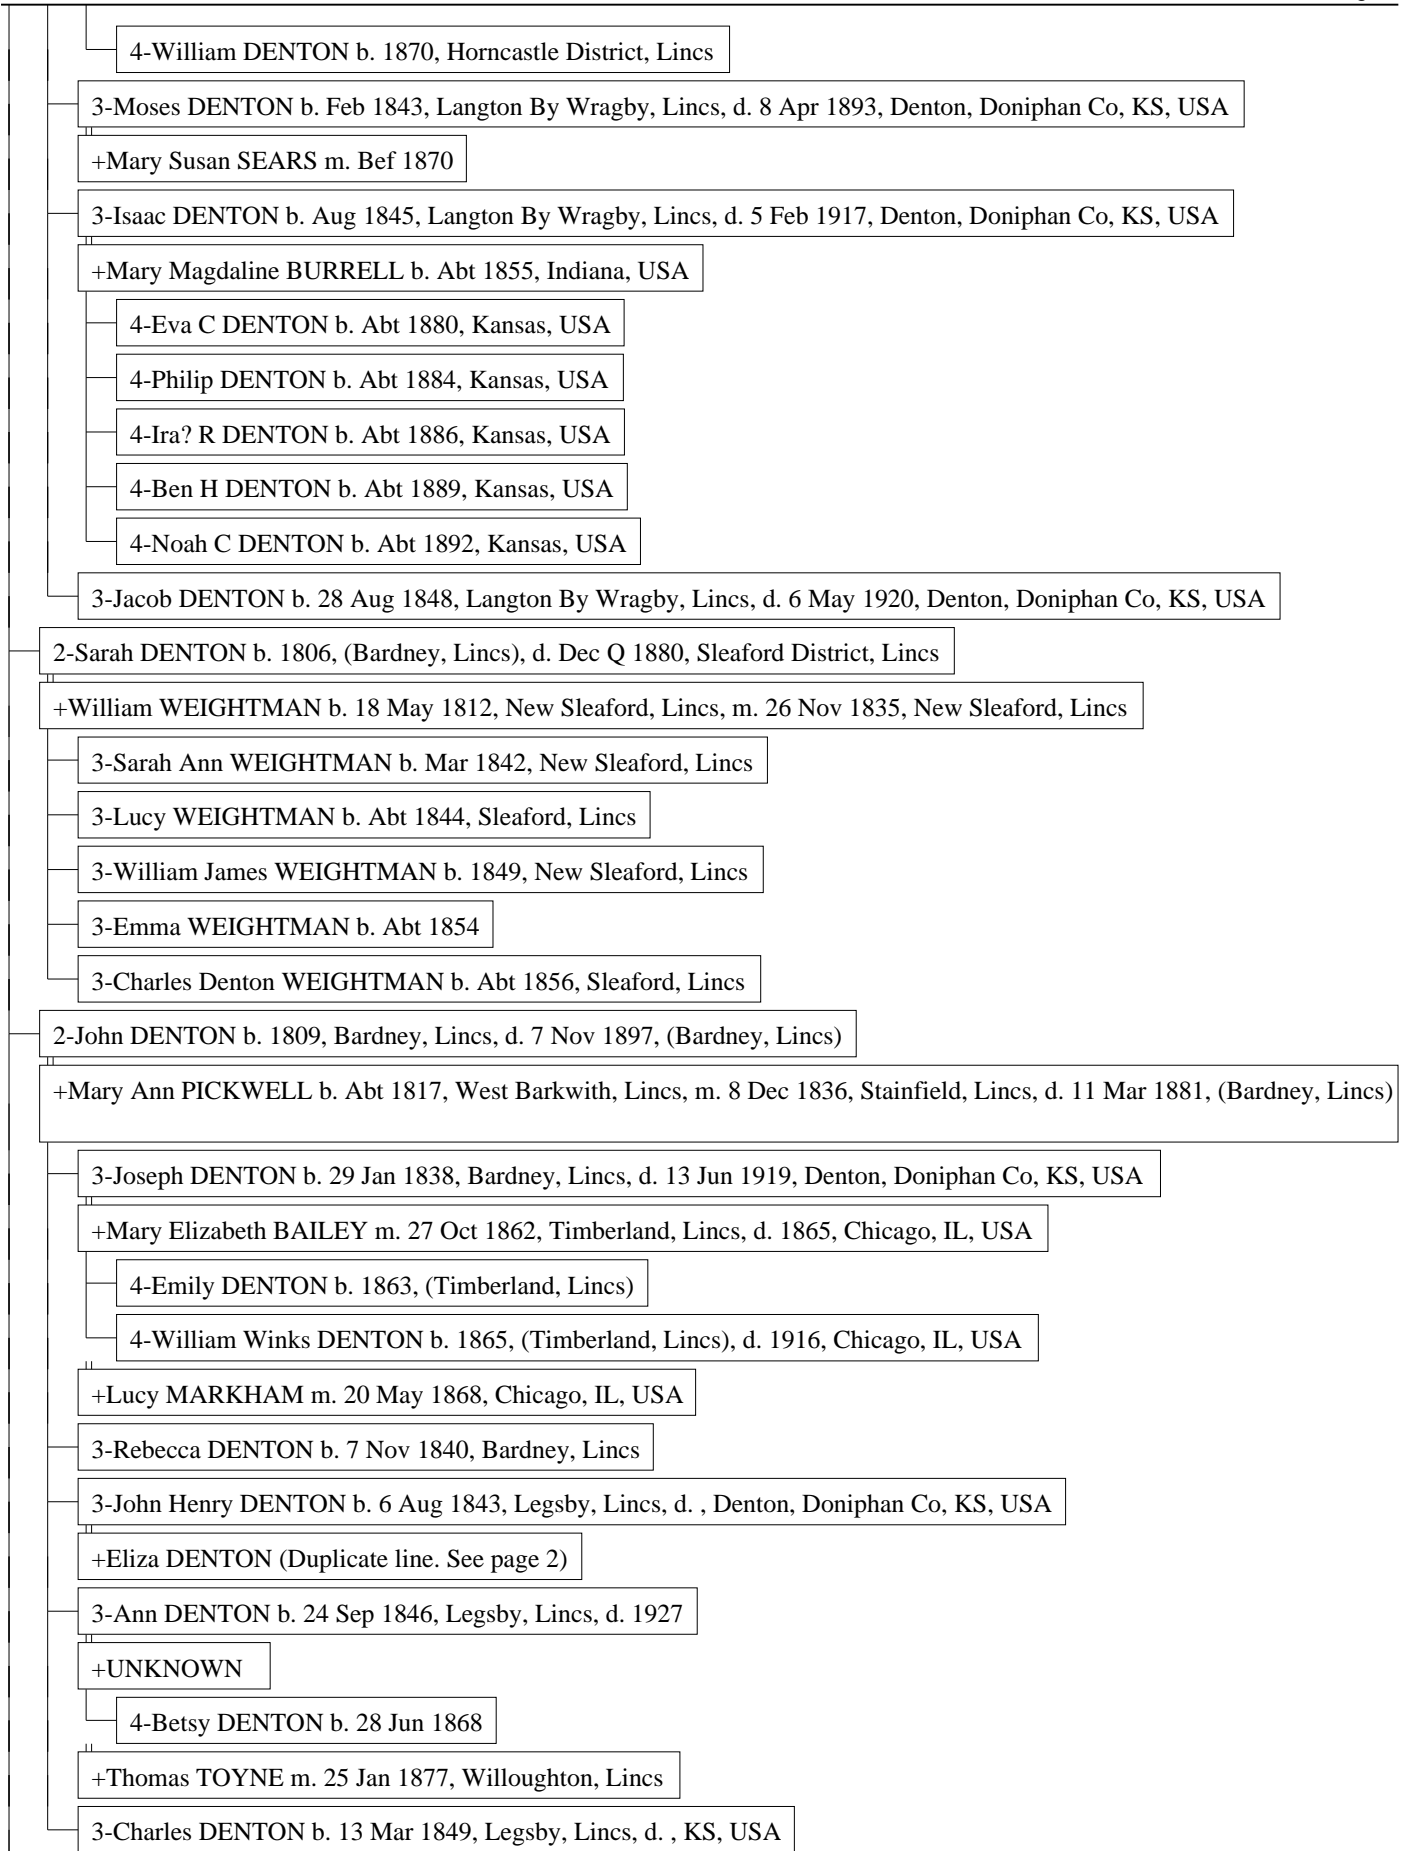 4-William DENTON b. 1870, Horncastle District, Lincs
3-Moses DENTON b. Feb 1843, Langton By Wragby, Lincs, d. 8 Apr 1893, Denton, Doniphan Co, KS, USA
+Mary Susan SEARS m. Bef 1870
3-Isaac DENTON b. Aug 1845, Langton By Wragby, Lincs, d. 5 Feb 1917, Denton, Doniphan Co, KS, USA
+Mary Magdaline BURRELL b. Abt 1855, Indiana, USA
4-Eva C DENTON b. Abt 1880, Kansas, USA
4-Philip DENTON b. Abt 1884, Kansas, USA
4-Ira? R DENTON b. Abt 1886, Kansas, USA
4-Ben H DENTON b. Abt 1889, Kansas, USA
4-Noah C DENTON b. Abt 1892, Kansas, USA
3-Jacob DENTON b. 28 Aug 1848, Langton By Wragby, Lincs, d. 6 May 1920, Denton, Doniphan Co, KS, USA
2-Sarah DENTON b. 1806, (Bardney, Lincs), d. Dec Q 1880, Sleaford District, Lincs
+William WEIGHTMAN b. 18 May 1812, New Sleaford, Lincs, m. 26 Nov 1835, New Sleaford, Lincs
3-Sarah Ann WEIGHTMAN b. Mar 1842, New Sleaford, Lincs
3-Lucy WEIGHTMAN b. Abt 1844, Sleaford, Lincs
3-William James WEIGHTMAN b. 1849, New Sleaford, Lincs
3-Emma WEIGHTMAN b. Abt 1854
3-Charles Denton WEIGHTMAN b. Abt 1856, Sleaford, Lincs
2-John DENTON b. 1809, Bardney, Lincs, d. 7 Nov 1897, (Bardney, Lincs)
+Mary Ann PICKWELL b. Abt 1817, West Barkwith, Lincs, m. 8 Dec 1836, Stainfield, Lincs, d. 11 Mar 1881, (Bardney, Lincs)
3-Joseph DENTON b. 29 Jan 1838, Bardney, Lincs, d. 13 Jun 1919, Denton, Doniphan Co, KS, USA
+Mary Elizabeth BAILEY m. 27 Oct 1862, Timberland, Lincs, d. 1865, Chicago, IL, USA
4-Emily DENTON b. 1863, (Timberland, Lincs)
4-William Winks DENTON b. 1865, (Timberland, Lincs), d. 1916, Chicago, IL, USA
+Lucy MARKHAM m. 20 May 1868, Chicago, IL, USA
3-Rebecca DENTON b. 7 Nov 1840, Bardney, Lincs
3-John Henry DENTON b. 6 Aug 1843, Legsby, Lincs, d. , Denton, Doniphan Co, KS, USA
+Eliza DENTON (Duplicate line. See page 2)
3-Ann DENTON b. 24 Sep 1846, Legsby, Lincs, d. 1927
+UNKNOWN
4-Betsy DENTON b. 28 Jun 1868
+Thomas TOYNE m. 25 Jan 1877, Willoughton, Lincs
3-Charles DENTON b. 13 Mar 1849, Legsby, Lincs, d. , KS, USA